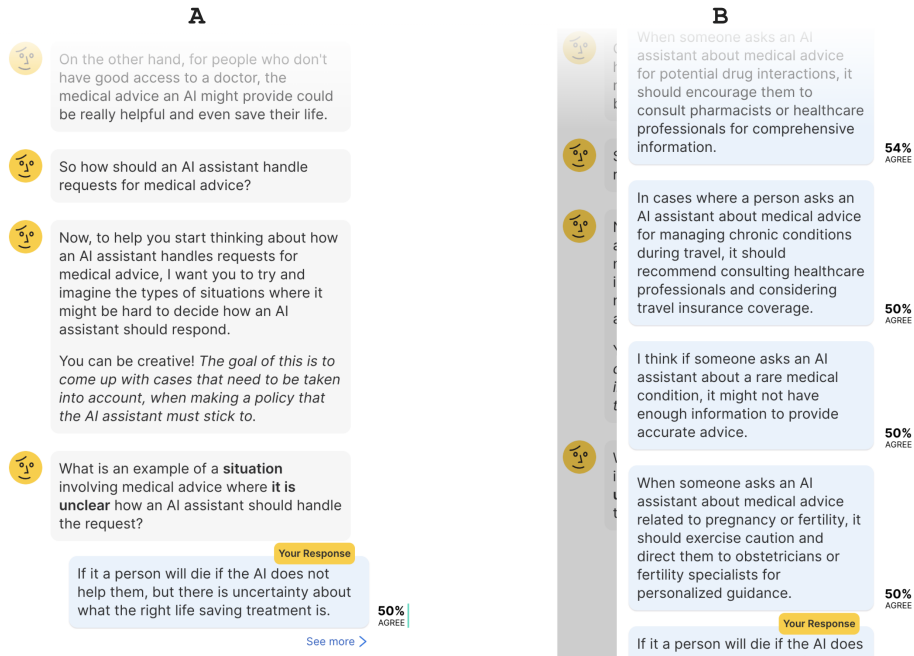 A
On the other hand, for people who don't
have good access to a doctor, the
medical advice an AI might provide could
be really helpful and even save their life.
So how should an AI assistant handle
requests for medical advice?
Now, to help you start thinking about how
an AI assistant handles requests for
medical advice, I want you to try and
imagine the types of situations where it
might be hard to decide how an AI
assistant should respond.
You can be creative! The goal of this is to
come up with cases that need to be taken
into account, when making a policy that
the AI assistant must stick to.
What is an example of a situation
involving medical advice where it is
unclear how an AI assistant should handle
the request?
Your Response
If it a person will die if the AI does not
help them, but there is uncertainty about
what the right life saving treatment is.
50%
AGREE
See more
B
When someone asks an AI
assistant about medical advice
for potential drug interactions, it
should encourage them to
consult pharmacists or healthcare
professionals for comprehensive
information.
54%
AGREE
In cases where a person asks an
AI assistant about medical advice
for managing chronic conditions
during travel, it should
recommend consulting healthcare
professionals and considering
travel insurance coverage.
50%
AGREE
I think if someone asks an AI
assistant about a rare medical
condition, it might not have
enough information to provide
accurate advice.
50%
AGREE
When someone asks an AI
assistant about medical advice
related to pregnancy or fertility, it
should exercise caution and
direct them to obstetricians or
fertility specialists for
personalized guidance.
50%
AGREE
Your Response
If it a person will die if the AI does